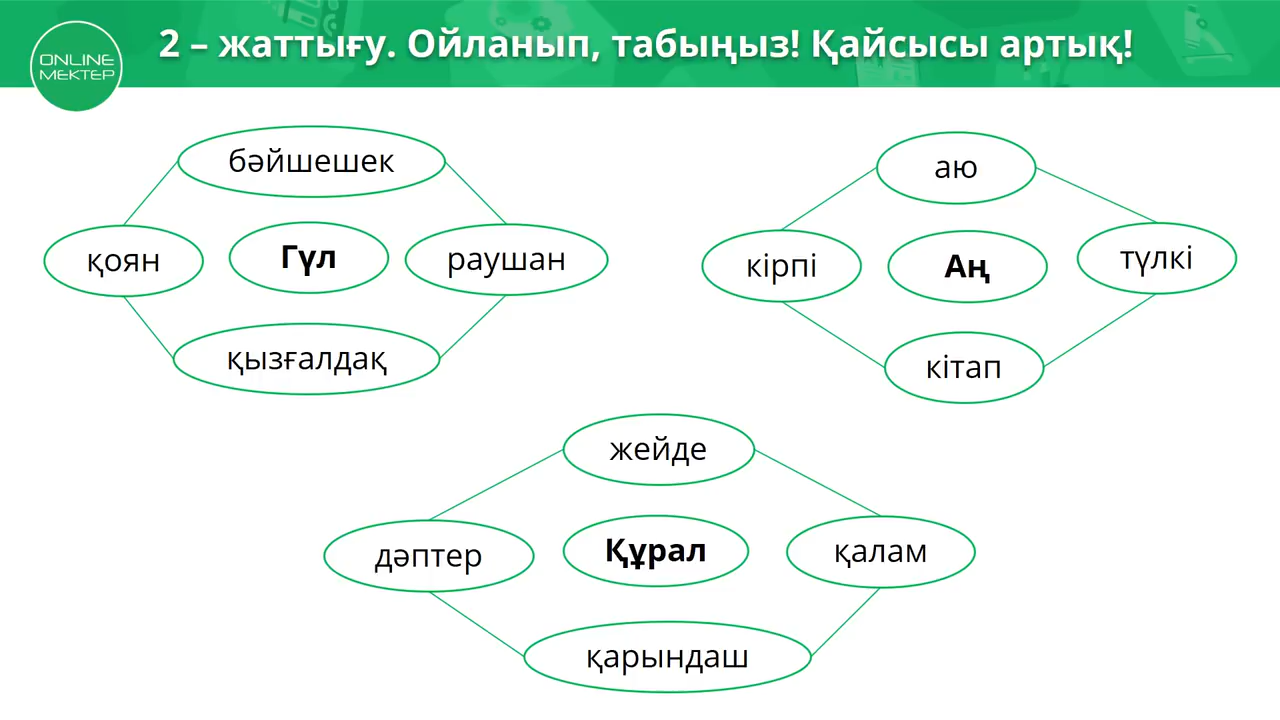 ONLINE
МЕКТЕР
2 – жаттығу. Ойланып, табыңыз! Қайсысы артық!
бәйшешек
қоян
Гүл
раушан
қызғалдақ
аю
кірпі
Аң
түлкі
кітап
жейде
дәптер
Құрал
қалам
қарындаш